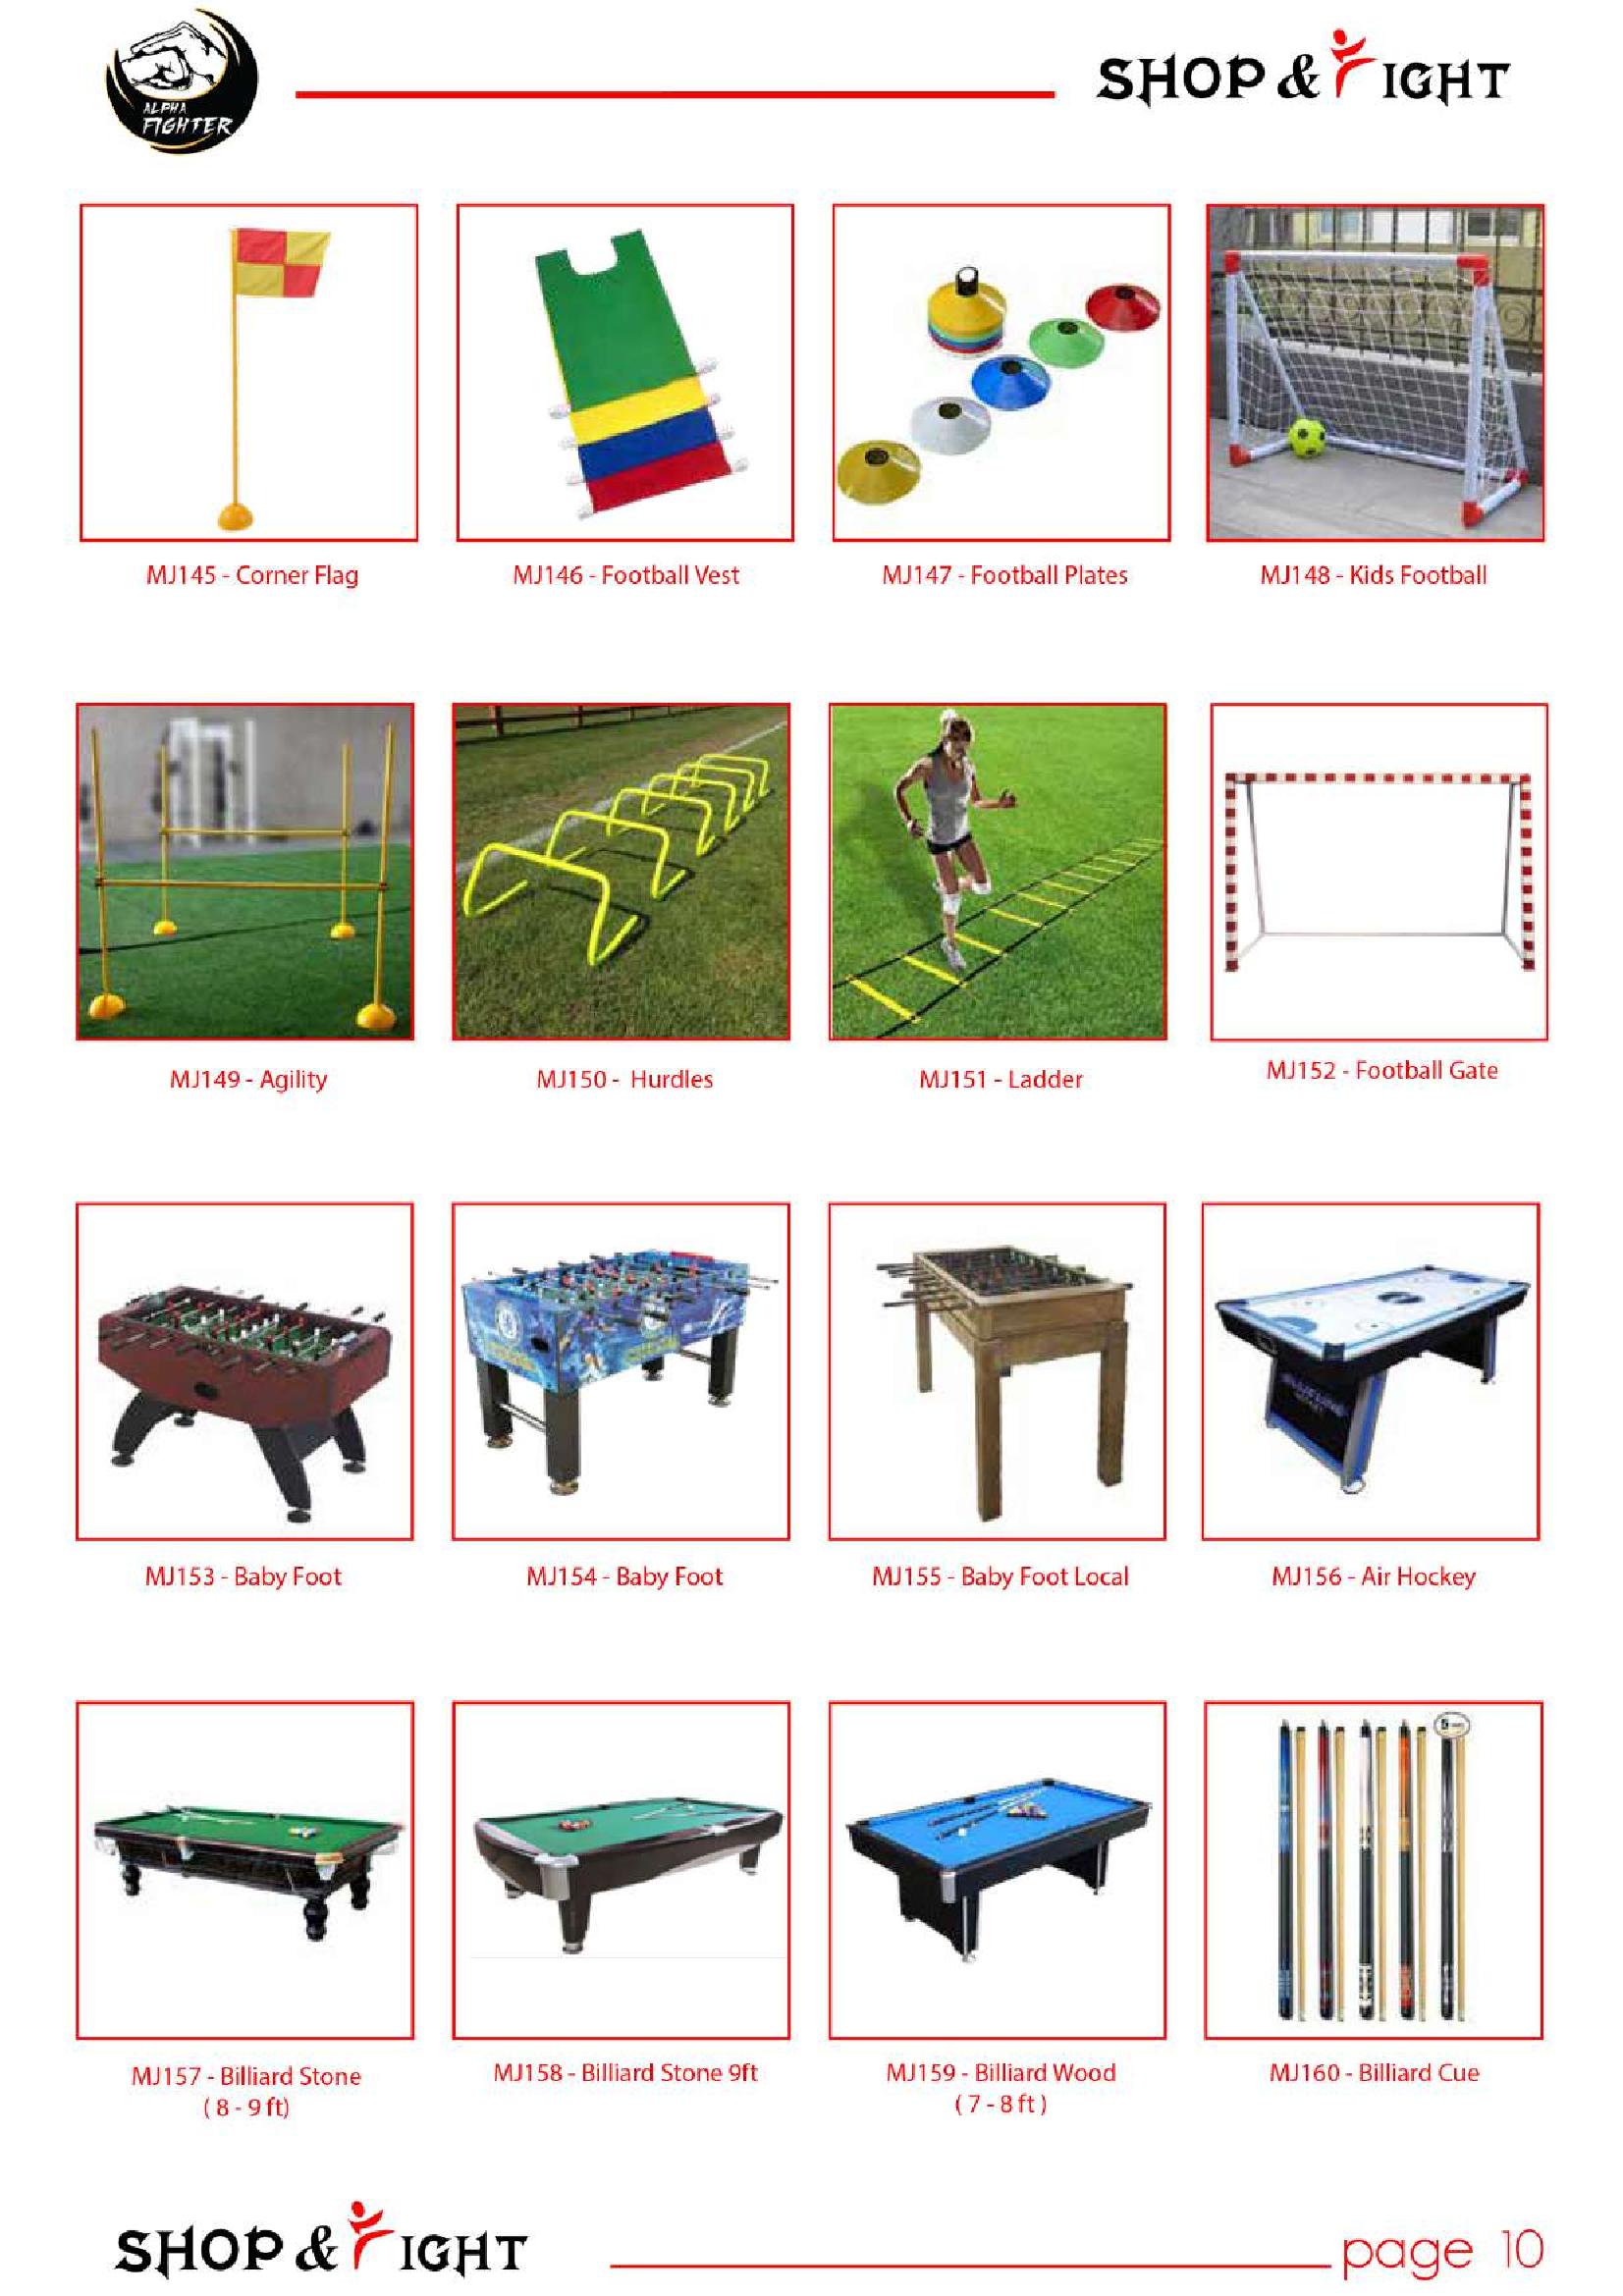 ALPHA
FIGHTER
SHOP & FIGHT
MJ145 - Corner Flag
MJ146 - Football Vest
MJ147 - Football Plates
MJ148 - Kids Football
MJ149 - Agility
MJ150 - Hurdles
MJ151 - Ladder
MJ152 - Football Gate
MJ153 - Baby Foot
MJ154 - Baby Foot
MJ155 - Baby Foot Local
MJ156 - Air Hockey
MJ157 - Billiard Stone
( 8 - 9 ft)
MJ158 - Billiard Stone 9ft
MJ159 - Billiard Wood
( 7 - 8 ft )
MJ160 - Billiard Cue
SHOP & FIGHT
page 10